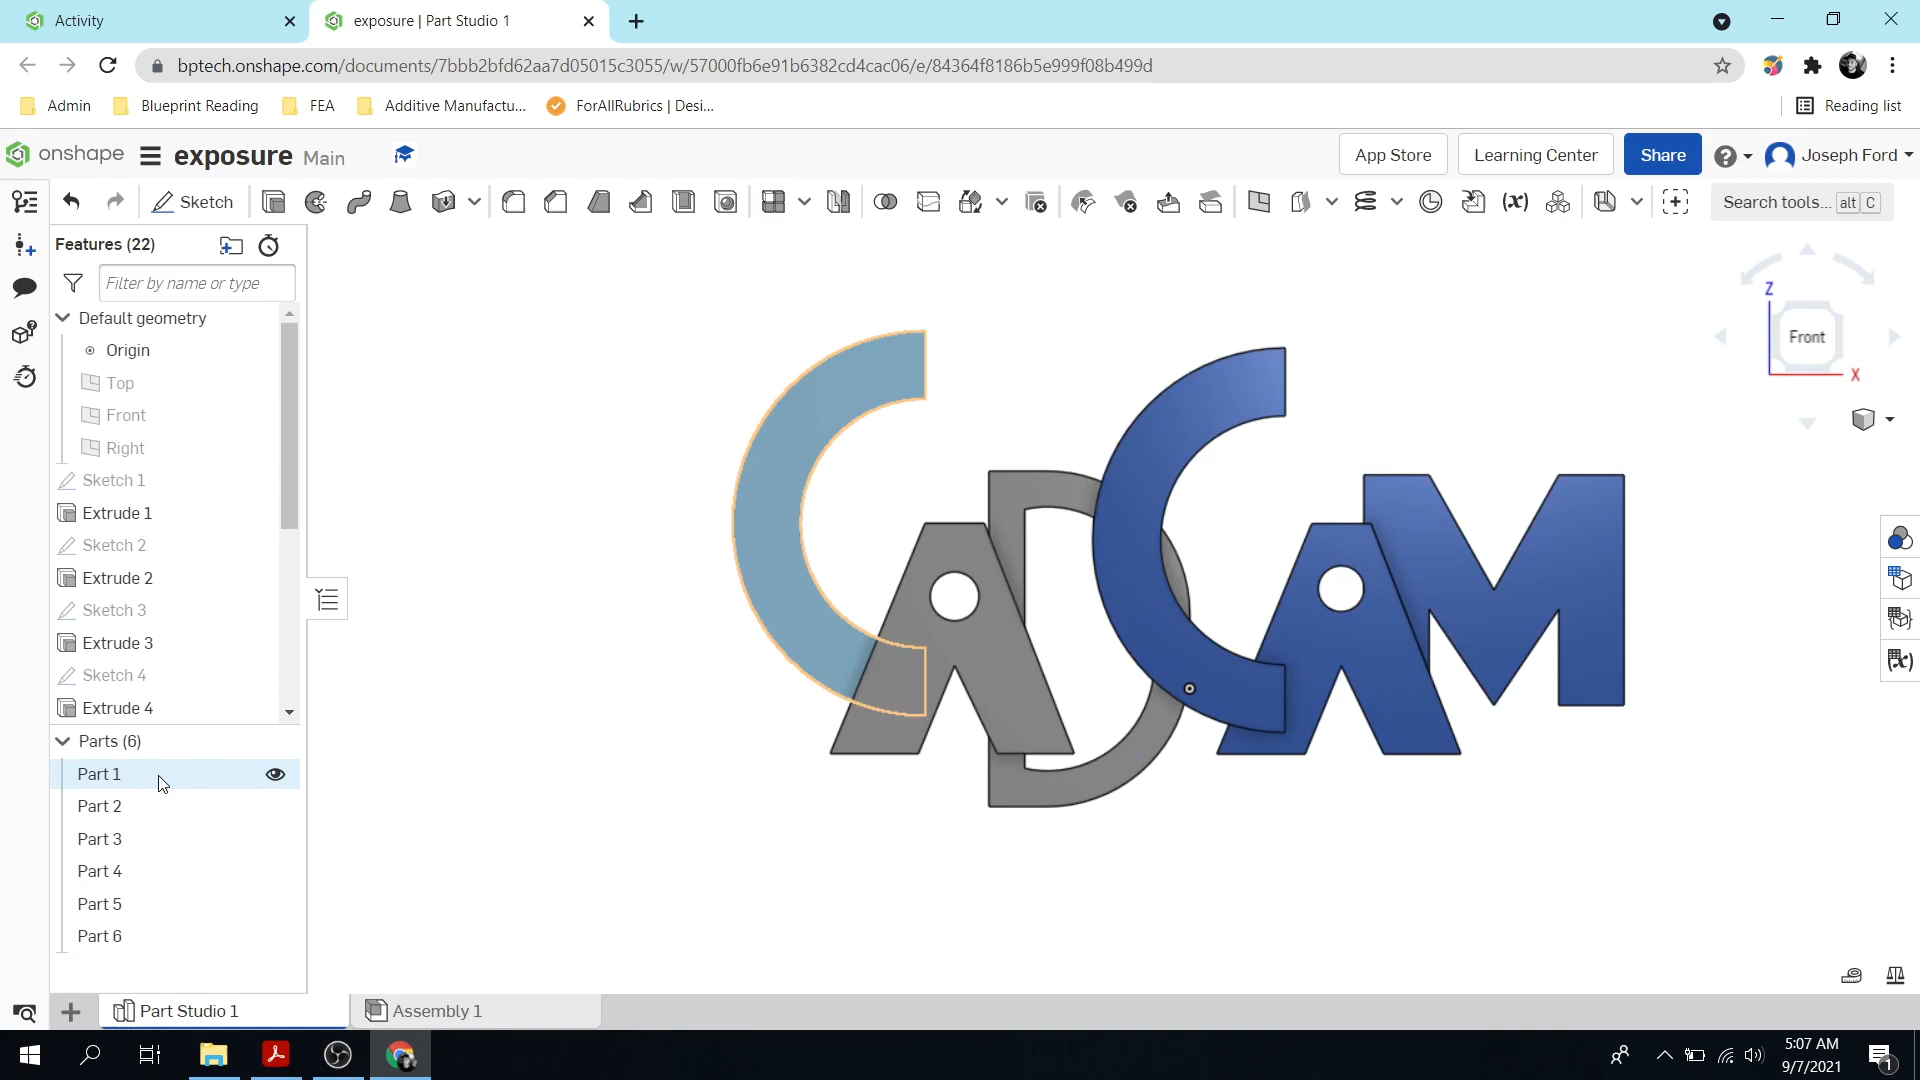 Activity
exposure | Part Studio 1
bptech.onshape.com/documents/7bbb2bfd62aa7d05015c3055/w/57000fb6e91b6382cd4cac06/e/84364f8186b5e999f08b499d
Admin
Blueprint Reading
FEA
Additive Manufactu...
ForAllRubrics | Desi...
Reading list
onshape
exposure Main
App Store
Learning Center
Share
Joseph Ford
Sketch
(x)
Search tools... alt C
Features (22)
Filter by name or type
Default geometry
Origin
Top
Front
Right
Sketch 1
Extrude 1
Sketch 2
Extrude 2
Sketch 3
Extrude 3
Sketch 4
Extrude 4
Parts (6)
Part 1
Part 2
Part 3
Part 4
Part 5
Part 6
CAD CAM
Z
Front
X
(x)
Part Studio 1
Assembly 1
5:07 AM
9/7/2021
1